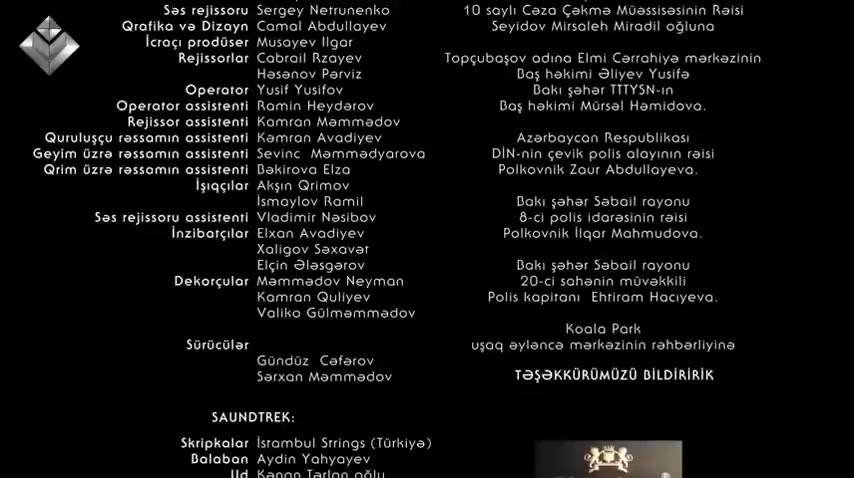 Səs rejissoru Sergey Netrunenko
Qrafika və Dizayn Camal Abdullayev
İcraçı prodüser Musayev Ilgar
Rejissorlar Cabrail Rzayev
Həsənov Pərviz
Operator Yusif Yusifov
Operator assistenti Ramin Heydərov
Rejissor assistenti Kamran Məmmədov
Quruluşçu rəssamın assistenti Kəmran Avadiyev
Geyim üzrə rəssamın assistenti Sevinc Məmmədyarova
Qrim üzrə rəssamın assistenti Bəkirova Elza
İşıqçılar Akşın Qrimov
İsmaylov Ramil
Səs rejissoru assistenti Vladimir Nəsibov
İnzibatçılar Elxan Avadiyev
Xaligov Səxavət
Elçin Ələsgərov
Dekorçular Məmmədov Neyman
Kamran Quliyev
Valiko Gülməmmədov
Sürücülər
Gündüz Cəfərov
Sərxan Məmmədov
SAUNDTREK:
Skripkalar İstambul Strings (Türkiyə)
Balaban Aydin Yahyayev
Ud Kənan Tərlan oğlu
10 saylı Cəza Çəkmə Müəssisəsinin Rəisi
Seyidov Mirsaleh Miradil oğluna
Topçubaşov adına Elmi Cərrahiyə mərkəzinin
Baş həkimi Əliyev Yusifə
Bakı şəhər TTTYSN-ın
Baş həkimi Mürsəl Həmidova.
Azərbaycan Respublikası
DİN-nin çevik polis alayının rəisi
Polkovnik Zaur Abdullayeva.
Bakı şəhər Səbail rayonu
8-ci polis idarəsinin rəisi
Polkovnik İlqar Mahmudova.
Bakı şəhər Səbail rayonu
20-ci sahənin müvəkkili
Polis kapitanı Ehtiram Hacıyeva.
Koala Park
uşaq əyləncə mərkəzinin rəhbərliyinə
TƏŞƏKKÜRÜMÜZÜ BİLDİRİRİK